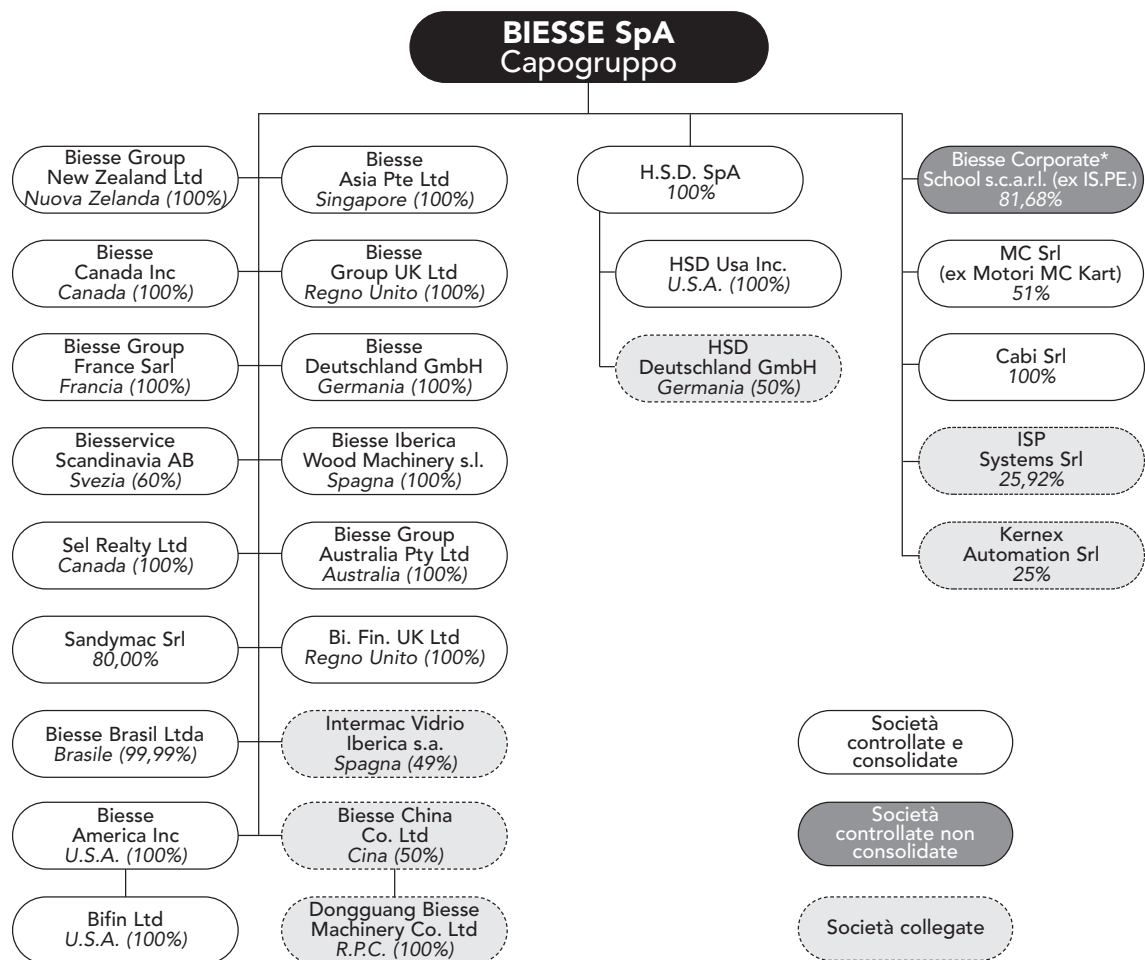 BIESSE SpA
Capogruppo
Biesse Group
New Zealand Ltd
Nuova Zelanda (100%)
Biesse
Asia Pte Ltd
Singapore (100%)
H.S.D. SpA
100%
Biesse Corporate*
School s.c.a.r.l. (ex IS.PE.)
81,68%
Biesse
Canada Inc
Canada (100%)
Biesse
Group UK Ltd
Regno Unito (100%)
HSD Usa Inc.
U.S.A. (100%)
MC Srl
(ex Motori MC Kart)
51%
Biesse Group
France Sarl
Francia (100%)
Biesse
Deutschland GmbH
Germania (100%)
HSD
Deutschland GmbH
Germania (50%)
Cabi Srl
100%
Biesservice
Scandinavia AB
Svezia (60%)
Biesse Iberica
Wood Machinery s.l.
Spagna (100%)
ISP
Systems Srl
25,92%
Sel Realty Ltd
Canada (100%)
Biesse Group
Australia Pty Ltd
Australia (100%)
Kernex
Automation Srl
25%
Sandymac Srl
80,00%
Bi. Fin. UK Ltd
Regno Unito (100%)
Biesse Brasil Ltda
Brasile (99,99%)
Intermac Vidrio
Iberica s.a.
Spagna (49%)
Società
controllate e
consolidate
Biesse
America Inc
U.S.A. (100%)
Biesse China
Co. Ltd
Cina (50%)
Società
controllate non
consolidate
Bifin Ltd
U.S.A. (100%)
Dongguang Biesse
Machinery Co. Ltd
R.P.C. (100%)
Società collegate